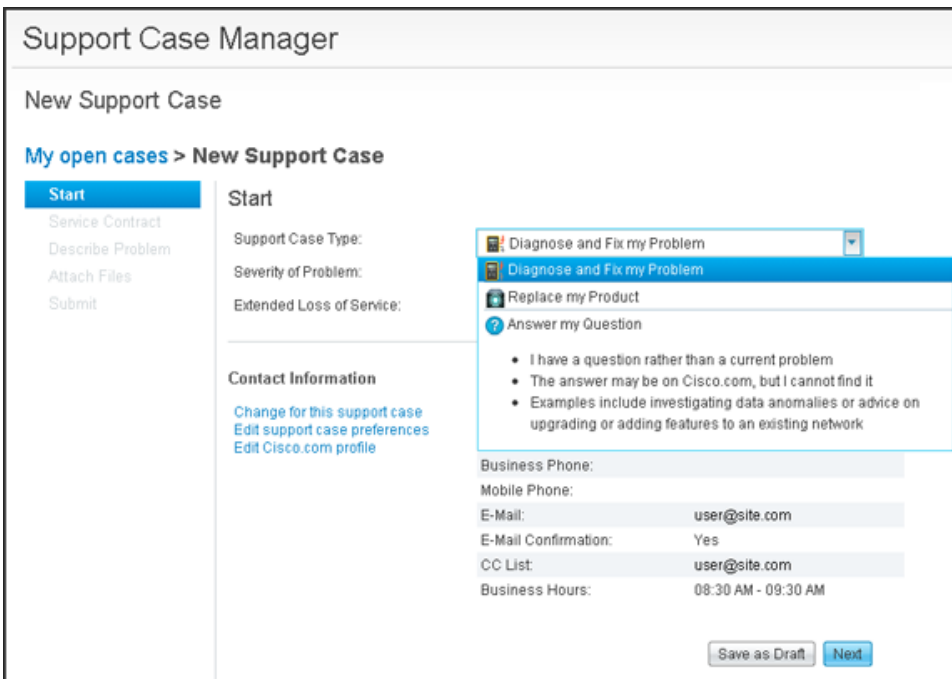 Support Case Manager
New Support Case
My open cases > New Support Case
Start
Service Contract
Describe Problem
Attach Files
Submit
Start
Support Case Type:
Diagnose and Fix my Problem
Severity of Problem:
Diagnose and Fix my Problem
Replace my Product
Extended Loss of Service:
Answer my Question
I have a question rather than a current problem
The answer may be on Cisco.com, but I cannot find it
Examples include investigating data anomalies or advice on
upgrading or adding features to an existing network
Contact Information
Change for this support case
Edit support case preferences
Edit Cisco.com profile
Business Phone:
Mobile Phone:
E-Mail: user@site.com
E-Mail Confirmation: Yes
CC List: user@site.com
Business Hours: 08:30 AM - 09:30 AM
Save as Draft
Next